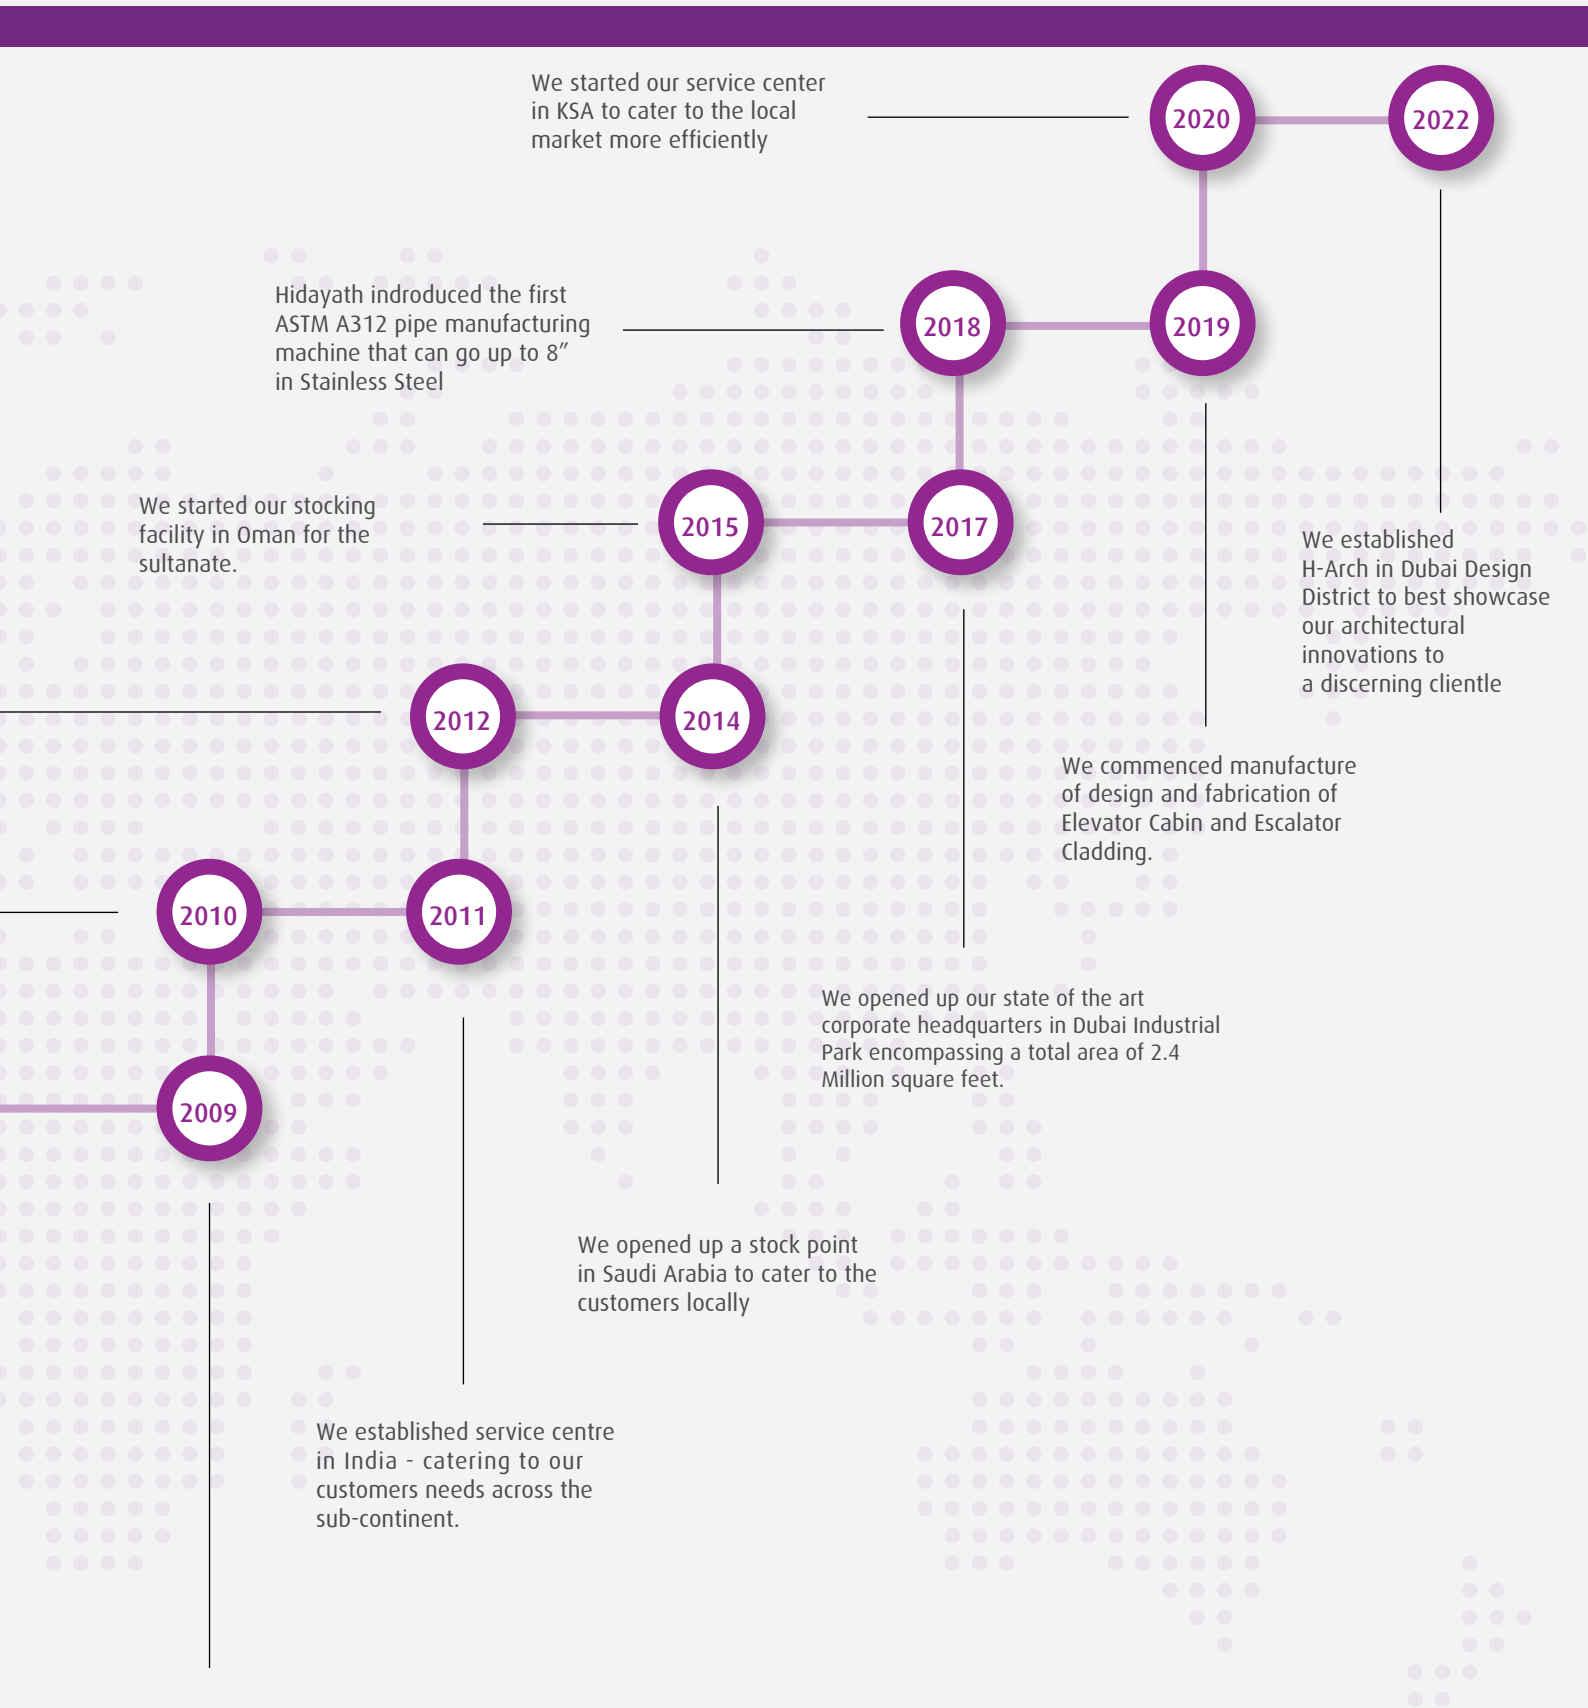 We started our service center
in KSA to cater to the local
market more efficiently
2020
2022
Hidayath indroduced the first
ASTM A312 pipe manufacturing
machine that can go up to 8”
in Stainless Steel
2018
2019
We started our stocking
facility in Oman for the
sultanate.
2015
2017
We established
H-Arch in Dubai Design
District to best showcase
our architectural
innovations to
a discerning clientle
2012
2014
We commenced manufacture
of design and fabrication of
Elevator Cabin and Escalator
Cladding.
2010
2011
We opened up our state of the art
corporate headquarters in Dubai Industrial
Park encompassing a total area of 2.4
Million square feet.
2009
We opened up a stock point
in Saudi Arabia to cater to the
customers locally
We established service centre
in India - catering to our
customers needs across the
sub-continent.